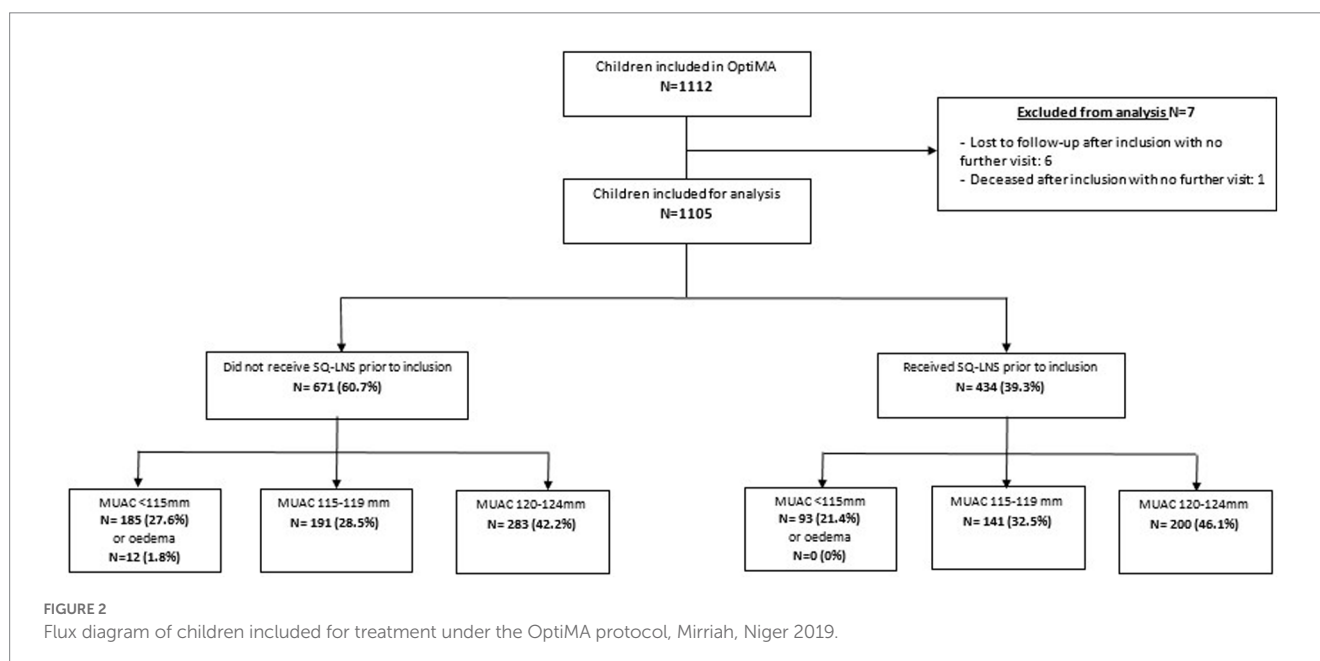 Children included in OptiMA
N=1112
Excluded from analysis N=7
- Lost to follow-up after inclusion with no
further visit: 6
- Deceased after inclusion with no further visit: 1
Children included for analysis
N=1105
Did not receive SQ-LNS prior to inclusion
N= 671 (60.7%)
Received SQ-LNS prior to inclusion
N= 434 (39.3%)
MUAC <115mm
N= 185 (27.6%)
or oedema
N=12 (1.8%)
MUAC 115-119 mm
N= 191 (28.5%)
MUAC 120-124mm
N= 283 (42.2%)
MUAC <115mm
N= 93 (21.4%)
or oedema
N=0 (0%)
MUAC 115-119 mm
N= 141 (32.5%)
MUAC 120-124mm
N= 200 (46.1%)
FIGURE 2
Flux diagram of children included for treatment under the OptiMA protocol, Mirriah, Niger 2019.